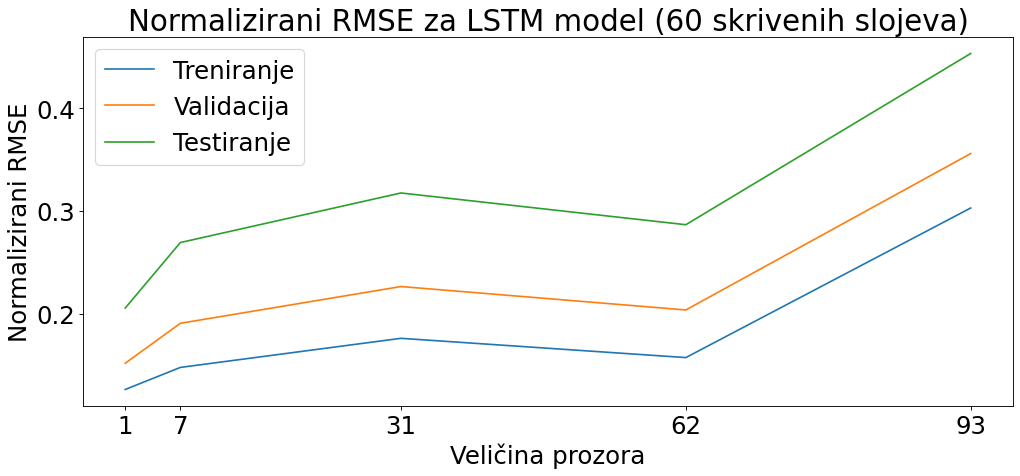 Normalizirani RMSE za LSTM model (60 skrivenih slojeva)
Treniranje
Validacija
Testiranje
Normalizirani RMSE
0.4
0.3
0.2
1 7 31 62 93
Veličina prozora